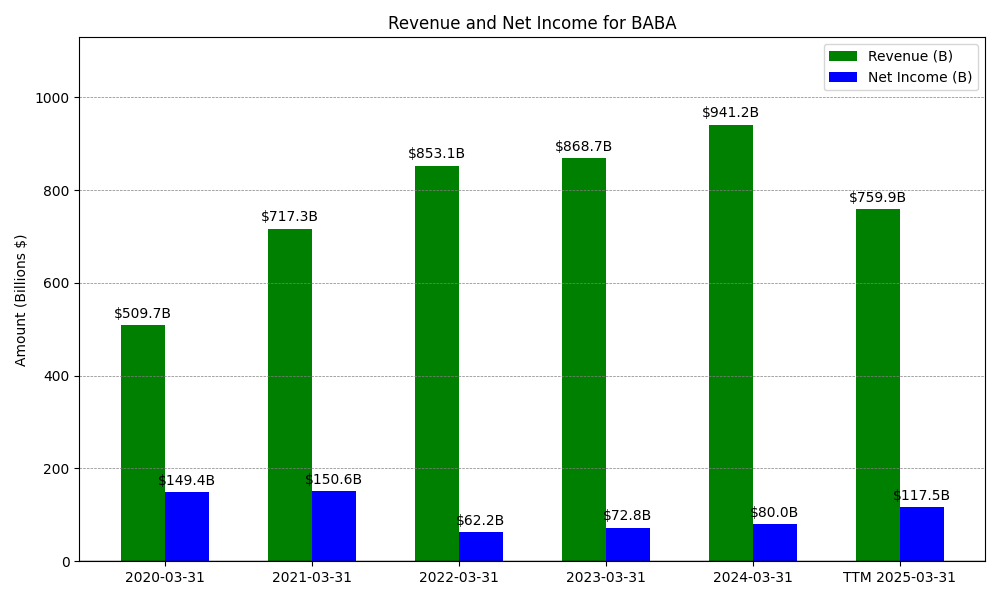 Revenue and Net Income for BABA
Revenue (B)
Net Income (B)
Amount (Billions $)
1000
800
600
400
200
0
$509.7B
$149.4B
$717.3B
$150.6B
$853.1B
$62.2B
$868.7B
$72.8B
$941.2B
$80.0B
$759.9B
$117.5B
2020-03-31
2021-03-31
2022-03-31
2023-03-31
2024-03-31
TTM 2025-03-31